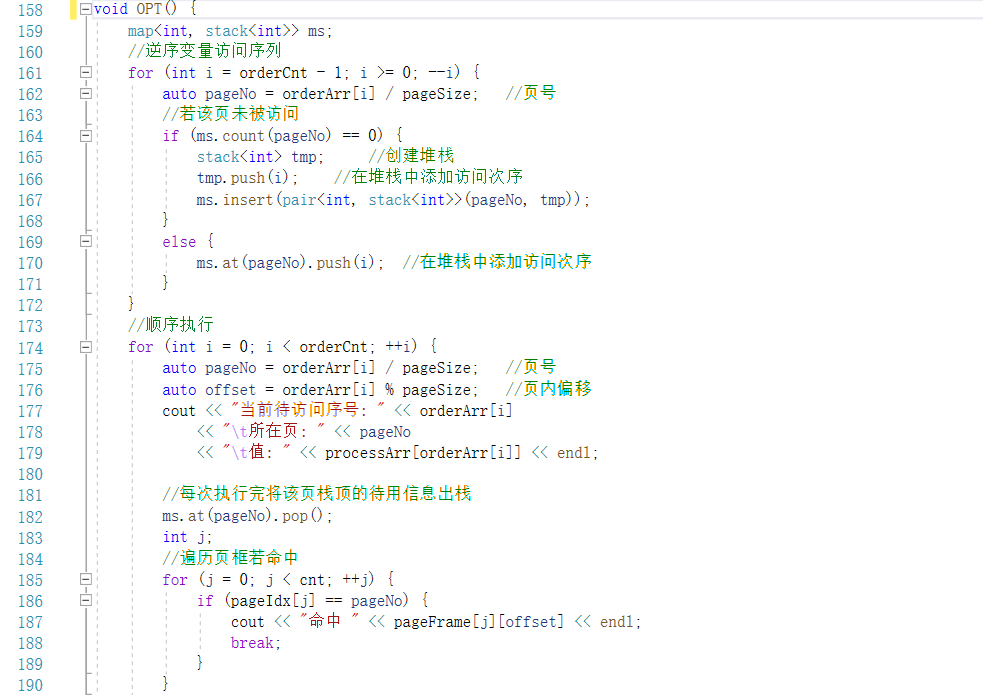 158 void OPT() {
159 map<int, stack<int>> ms;
160 //逆序变量访问序列
161 for (int i = orderCnt - 1; i >= 0; --i) {
162 auto pageNo = orderArr[i] / pageSize; //页号
163 //若该页未被访问
164 if (ms.count(pageNo) == 0) {
165 stack<int> tmp; //创建堆栈
166 tmp.push(i); //在堆栈中添加访问次序
167 ms.insert(pair<int, stack<int>>(pageNo, tmp));
168 }
169 else {
170 ms.at(pageNo).push(i); //在堆栈中添加访问次序
171 }
172 }
173 //顺序执行
174 for (int i = 0; i < orderCnt; ++i) {
175 auto pageNo = orderArr[i] / pageSize; //页号
176 auto offset = orderArr[i] % pageSize; //页内偏移
177 cout << "当前待访问序号: " << orderArr[i]
178 << "\t所在页: " << pageNo
179 << "\t值: " << processArr[orderArr[i]] << endl;
180
181 //每次执行完将该页栈顶的待用信息出栈
182 ms.at(pageNo).pop();
183 int j;
184 //遍历页框若命中
185 for (j = 0; j < cnt; ++j) {
186 if (pageIdx[j] == pageNo) {
187 cout << "命中 " << pageFrame[j][offset] << endl;
188 break;
189 }
190 }